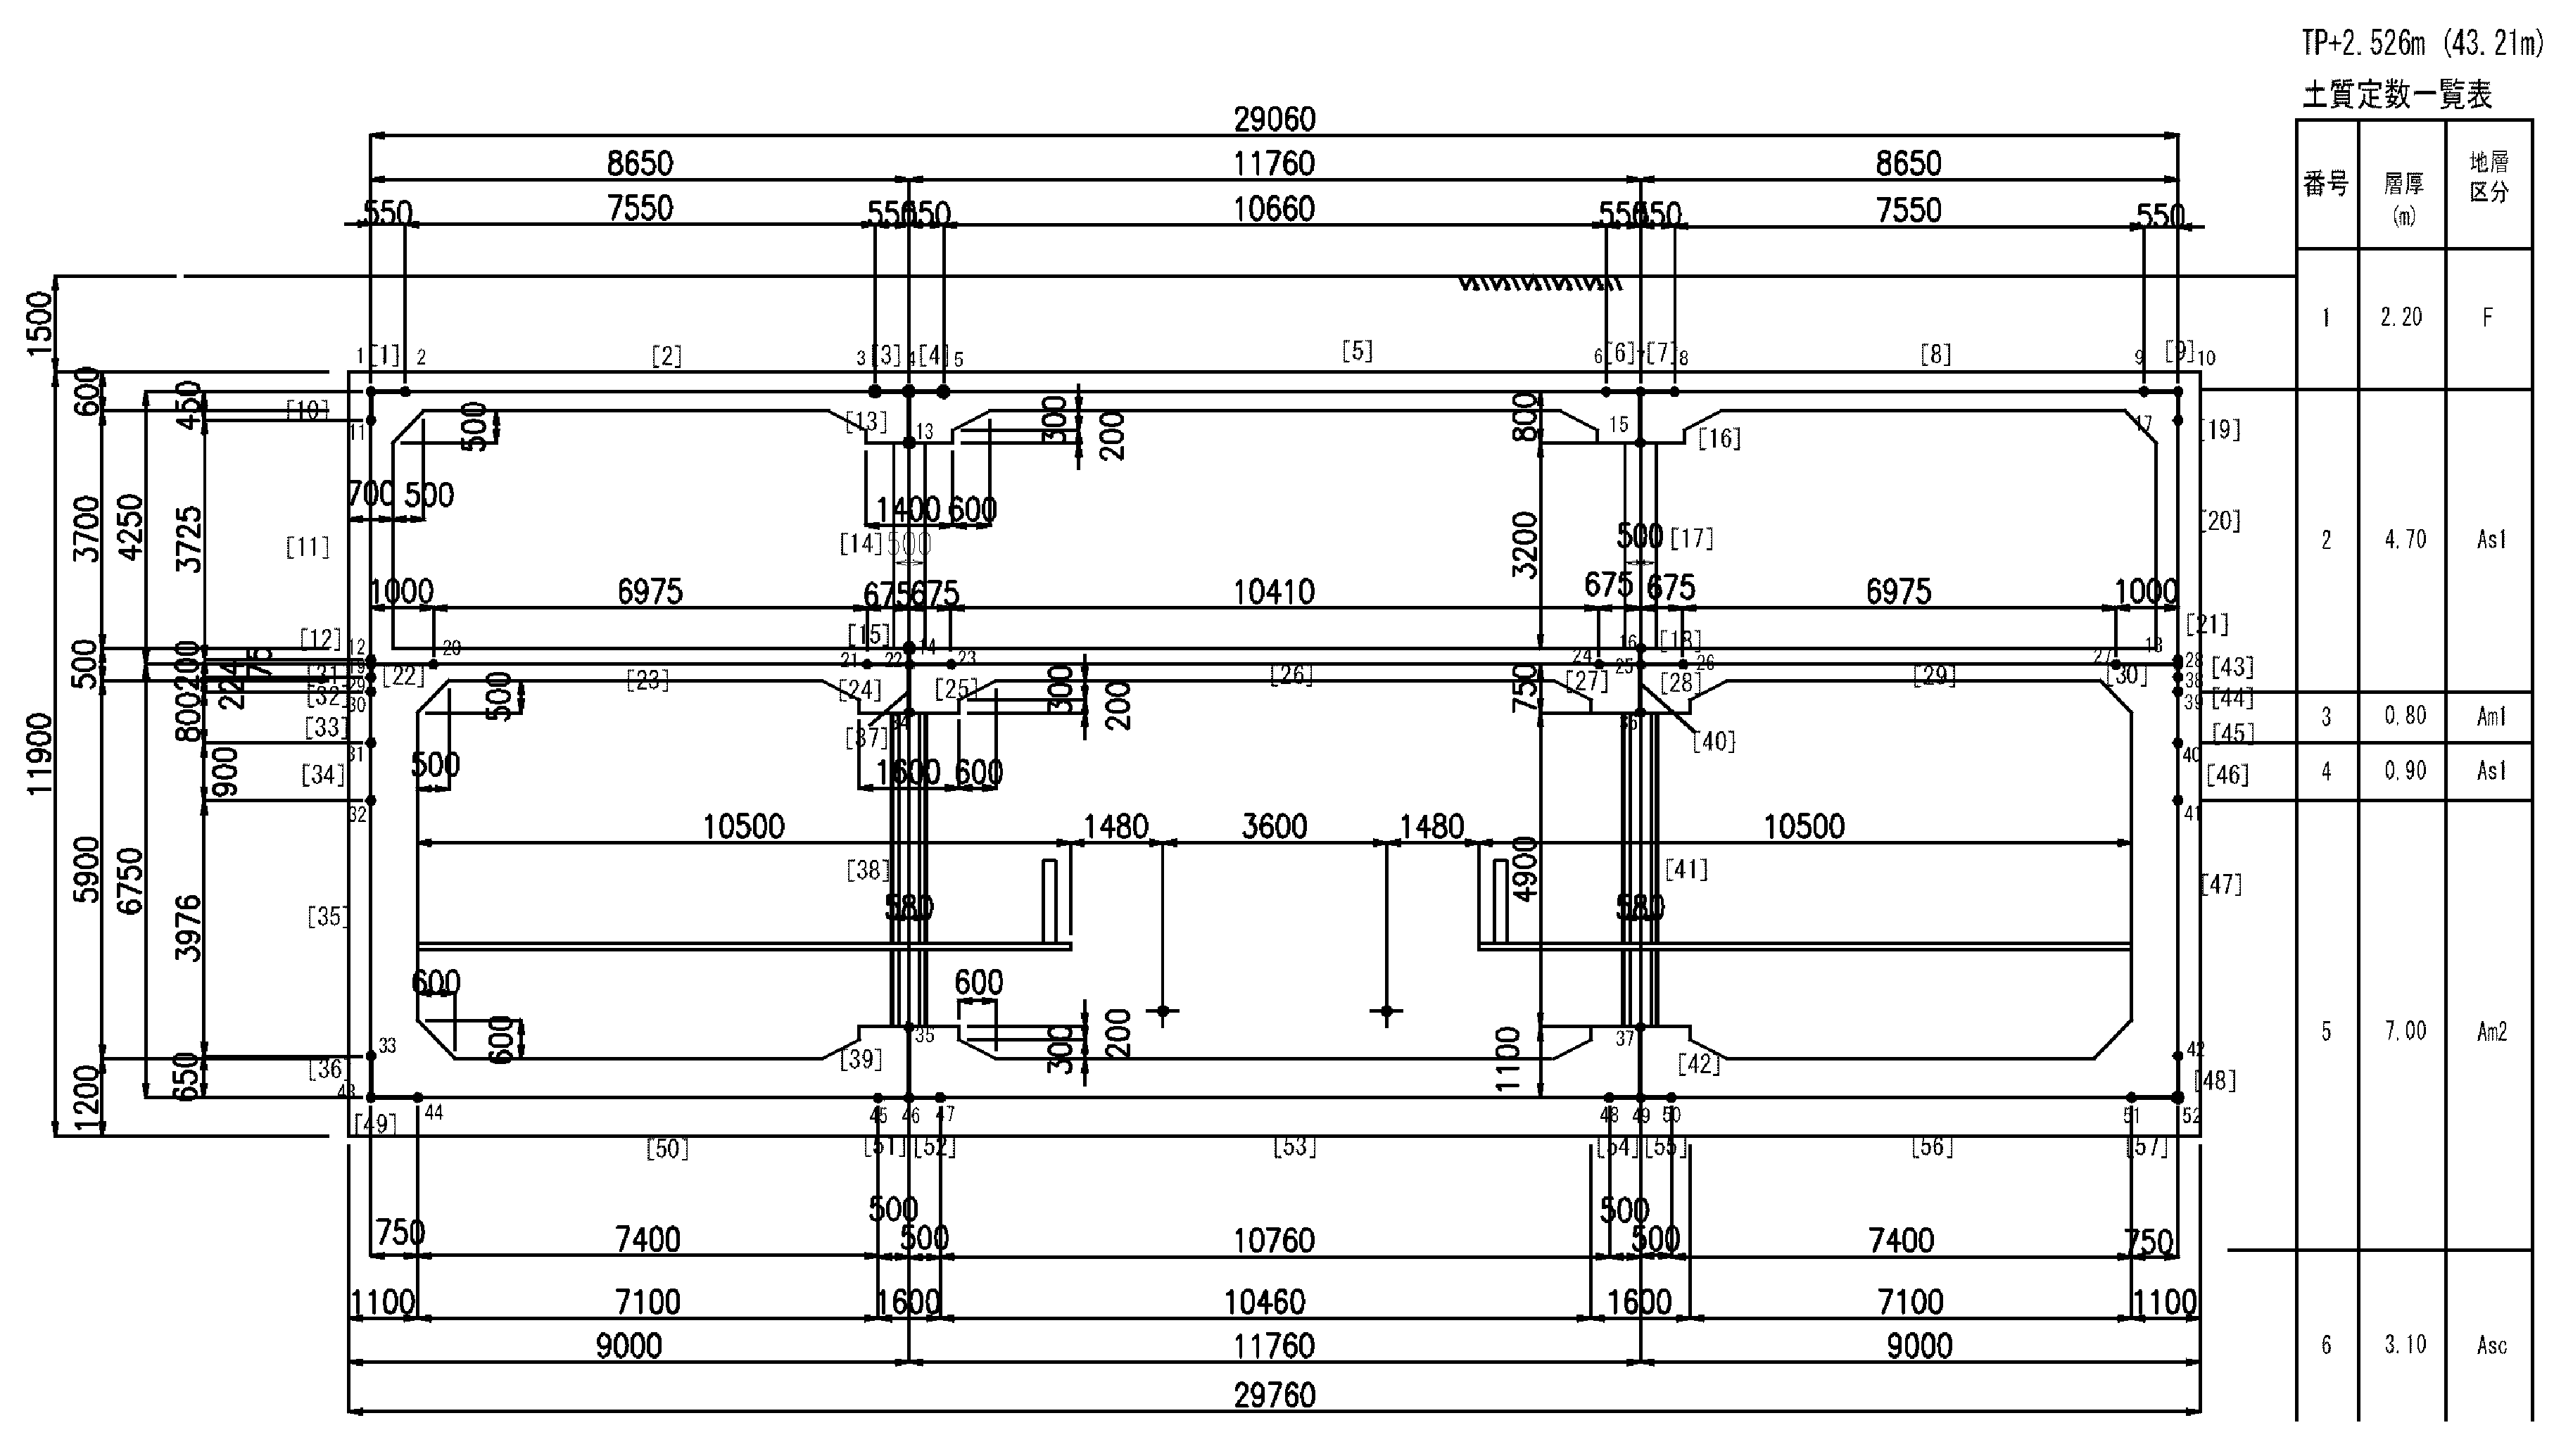 TP+2.526m (43.21m)
土質定数一覧表
29060
8650 11760 8650
550 7550 550 550 10660 550 550 7550 550
番号 層厚(m) 地層区分
1 2.20 F
2 4.70 As1
3 0.80 Am1
4 0.90 As1
5 7.00 Am2
6 3.10 Asc
1500
1 [1] 2 [2] 3 [3] 4 [4] 5 [5] 6 [6] 7 [7] 8 [8] 9 [9] 10
600 450 [10] 11 500 [13] 13 300 200 800 15 [16] 17 [19]
700 500 1400 600
3700 4250 3725 [11] [14] 500 3200 500 [17] [20]
1000 6975 675 675 10410 675 675 6975 1000
[12] 12 20 [15] 14 16 [18] 18 [21]
500 200 75 224 19 [31] 29 [22] [23] 21 22 23 [24] [25] [26] 24 25 26 [27] [28] [29] 27 [30] 28 38 [43]
800 [32] 30 500 300 200 750 39 [44]
[33] 31 [37] 34 36 [40] 40 [45]
900 [34] 32 500 1600 600 41 [46]
11900
10500 1480 3600 1480 10500
5900 6750 3976 [35] [38] 580 4900 580 [41] [47]
600 600
600 35 300 200 37
33 [39] [42] 42
1200 650 [36] 43 1100 [48]
[49] 44 45 46 47 48 49 50 51 52
[50] [51] [52] [53] [54] [55] [56] [57]
500 500
750 7400 500 10760 500 7400 750
1100 7100 1600 10460 1600 7100 1100
9000 11760 9000
29760